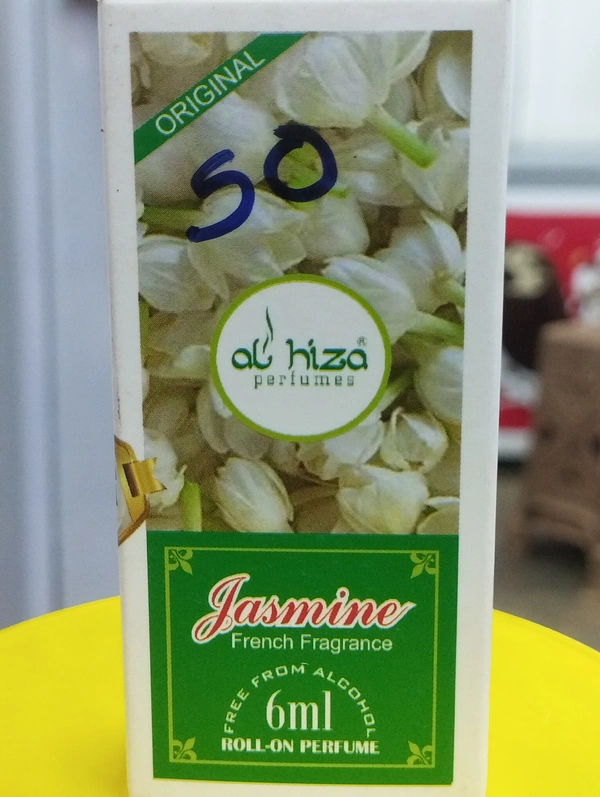 ORIGINAL
50
al hiza®
perfumes
Jasmine
French Fragrance
FREE FROM ALCOHOL
6ml
ROLL-ON PERFUME